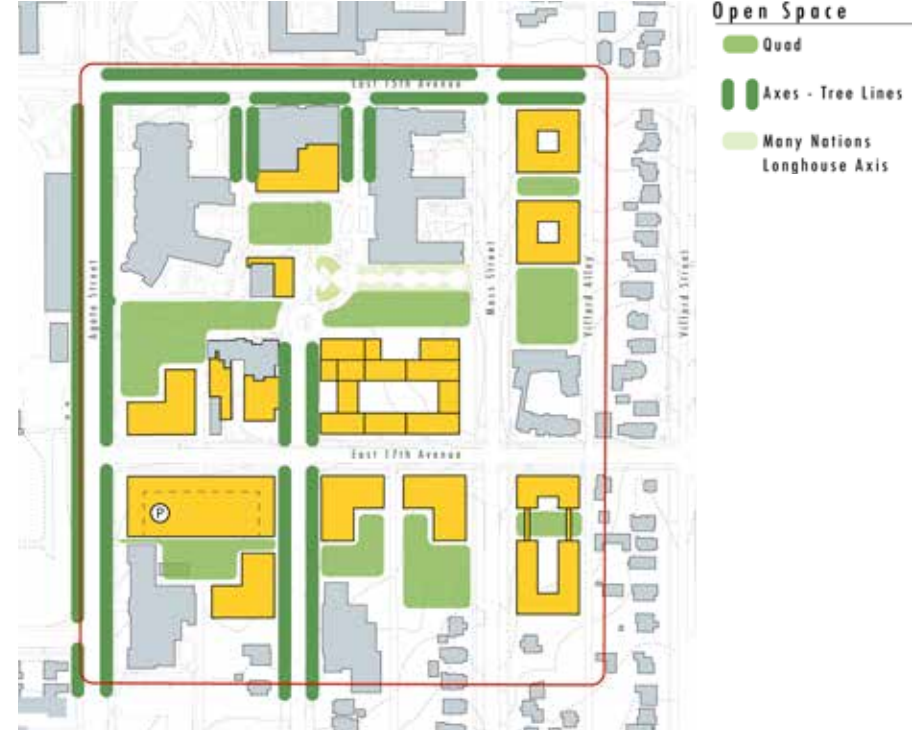 Open Space
Quad
Axes - Tree Lines
Many Nations
Longhouse Axis
East 15th Avenue
Agate Street
Moss Street
Villard Alley
Villard Street
East 17th Avenue
P